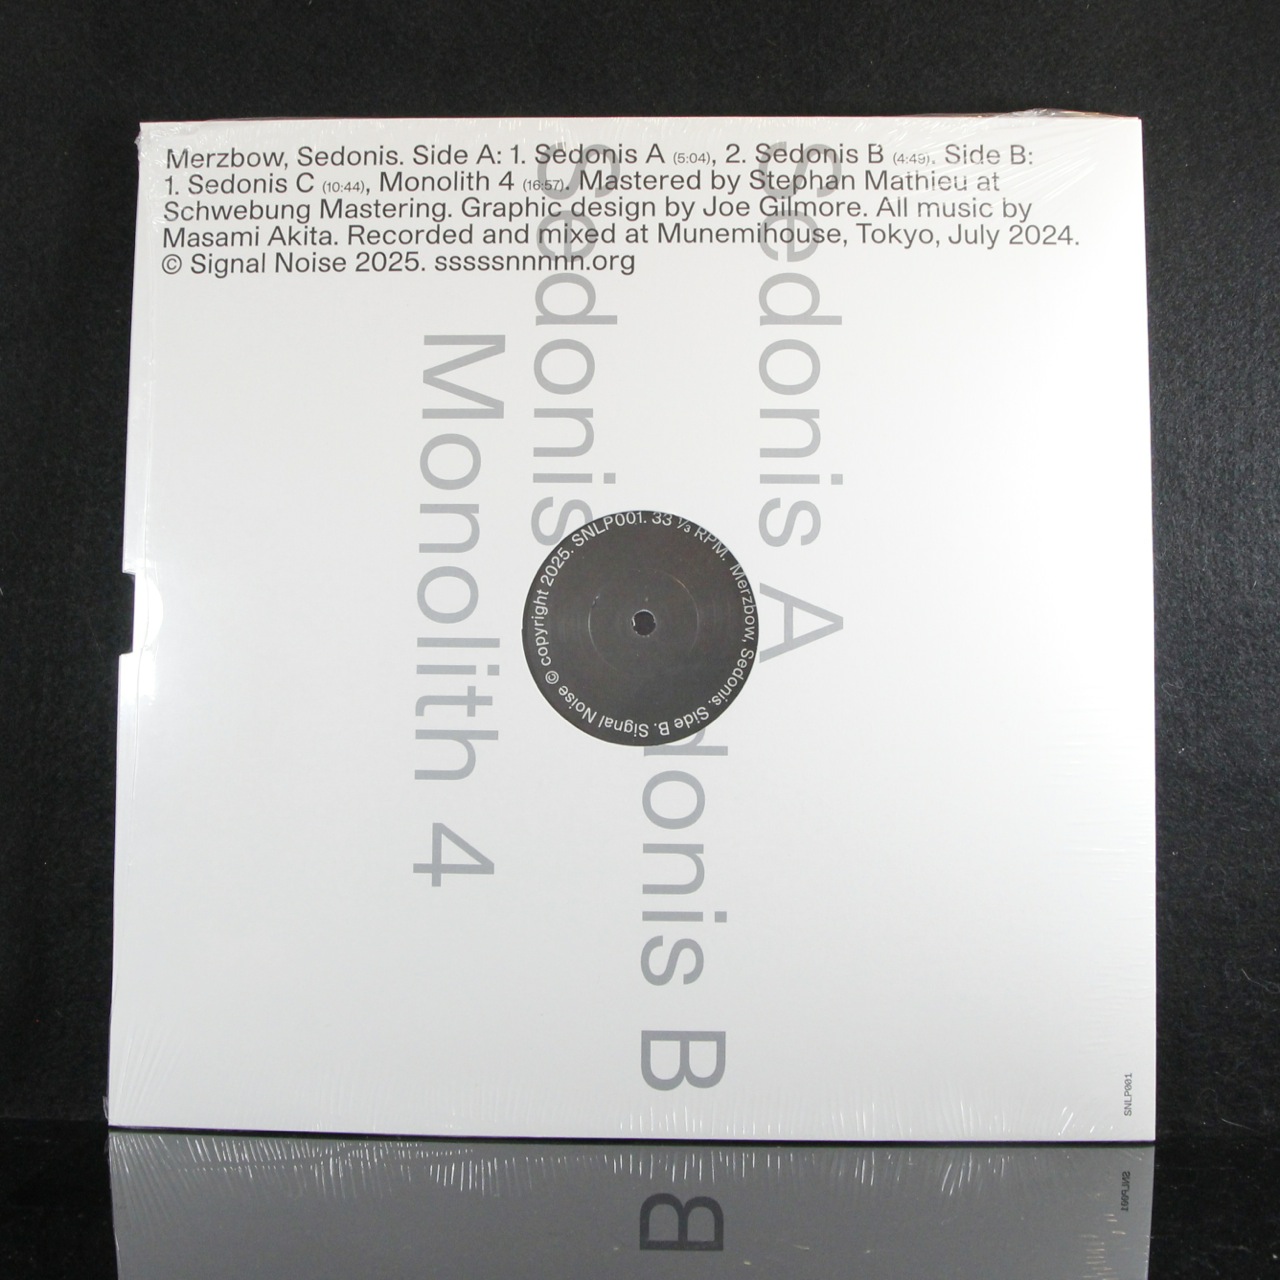 Merzbow, Sedonis. Side A: 1. Sedonis A (5:04), 2. Sedonis B (4:49). Side B:
1. Sedonis C (10:44), Monolith 4 (16:57). Mastered by Stephan Mathieu at
Schwebung Mastering. Graphic design by Joe Gilmore. All music by
Masami Akita. Recorded and mixed at Munemihouse, Tokyo, July 2024.
© Signal Noise 2025. sssssnnnnn.org
Sedonis A
donis B
Sedonis
Monolith 4
Merzbow, Sedonis. Side B. Signal Noise © copyright 2025. SNLP001. 33 ⅓ RPM.
SNLP001
B
SNLP001